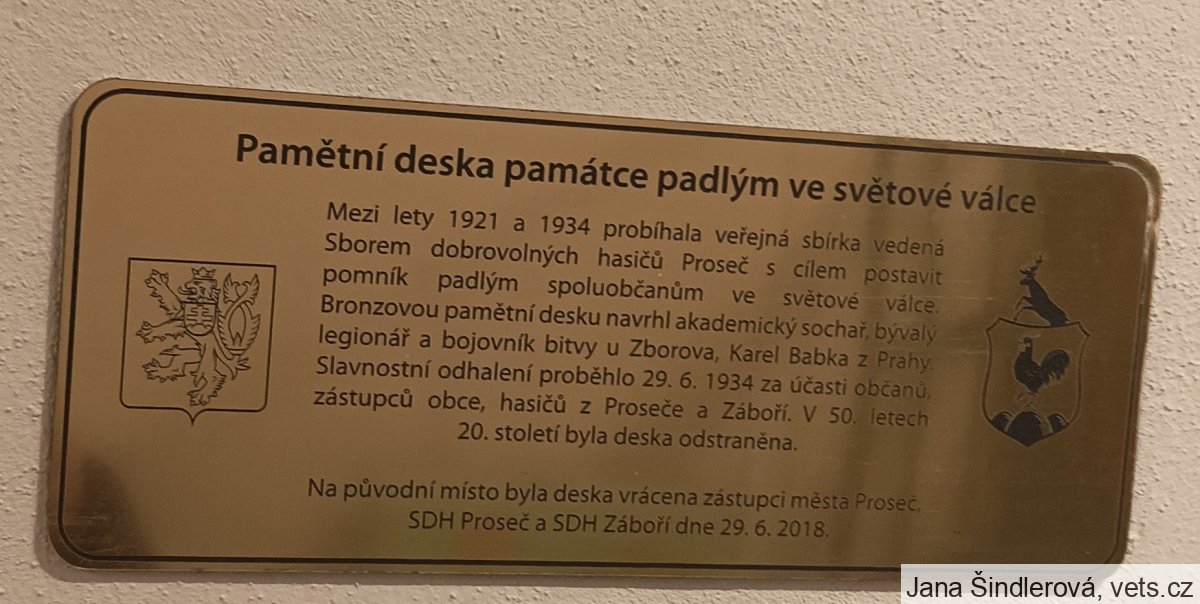 Pamětní deska památce padlým ve světové válce
Mezi lety 1921 a 1934 probíhala veřejná sbírka vedená
Sborem dobrovolných hasičů Proseč s cílem postavit
pomník padlým spoluobčanům ve světové válce.
Bronzovou pamětní desku navrhl akademický sochař, bývalý
legionář a bojovník bitvy u Zborova, Karel Babka z Prahy.
Slavnostní odhalení proběhlo 29. 6. 1934 za účasti občanů,
zástupců obce, hasičů z Proseče a Záboří. V 50. letech
20. století byla deska odstraněna.
Na původní místo byla deska vrácena zástupci města Proseč,
SDH Proseč a SDH Záboří dne 29. 6. 2018.
Jana Šindlerová, vets.cz